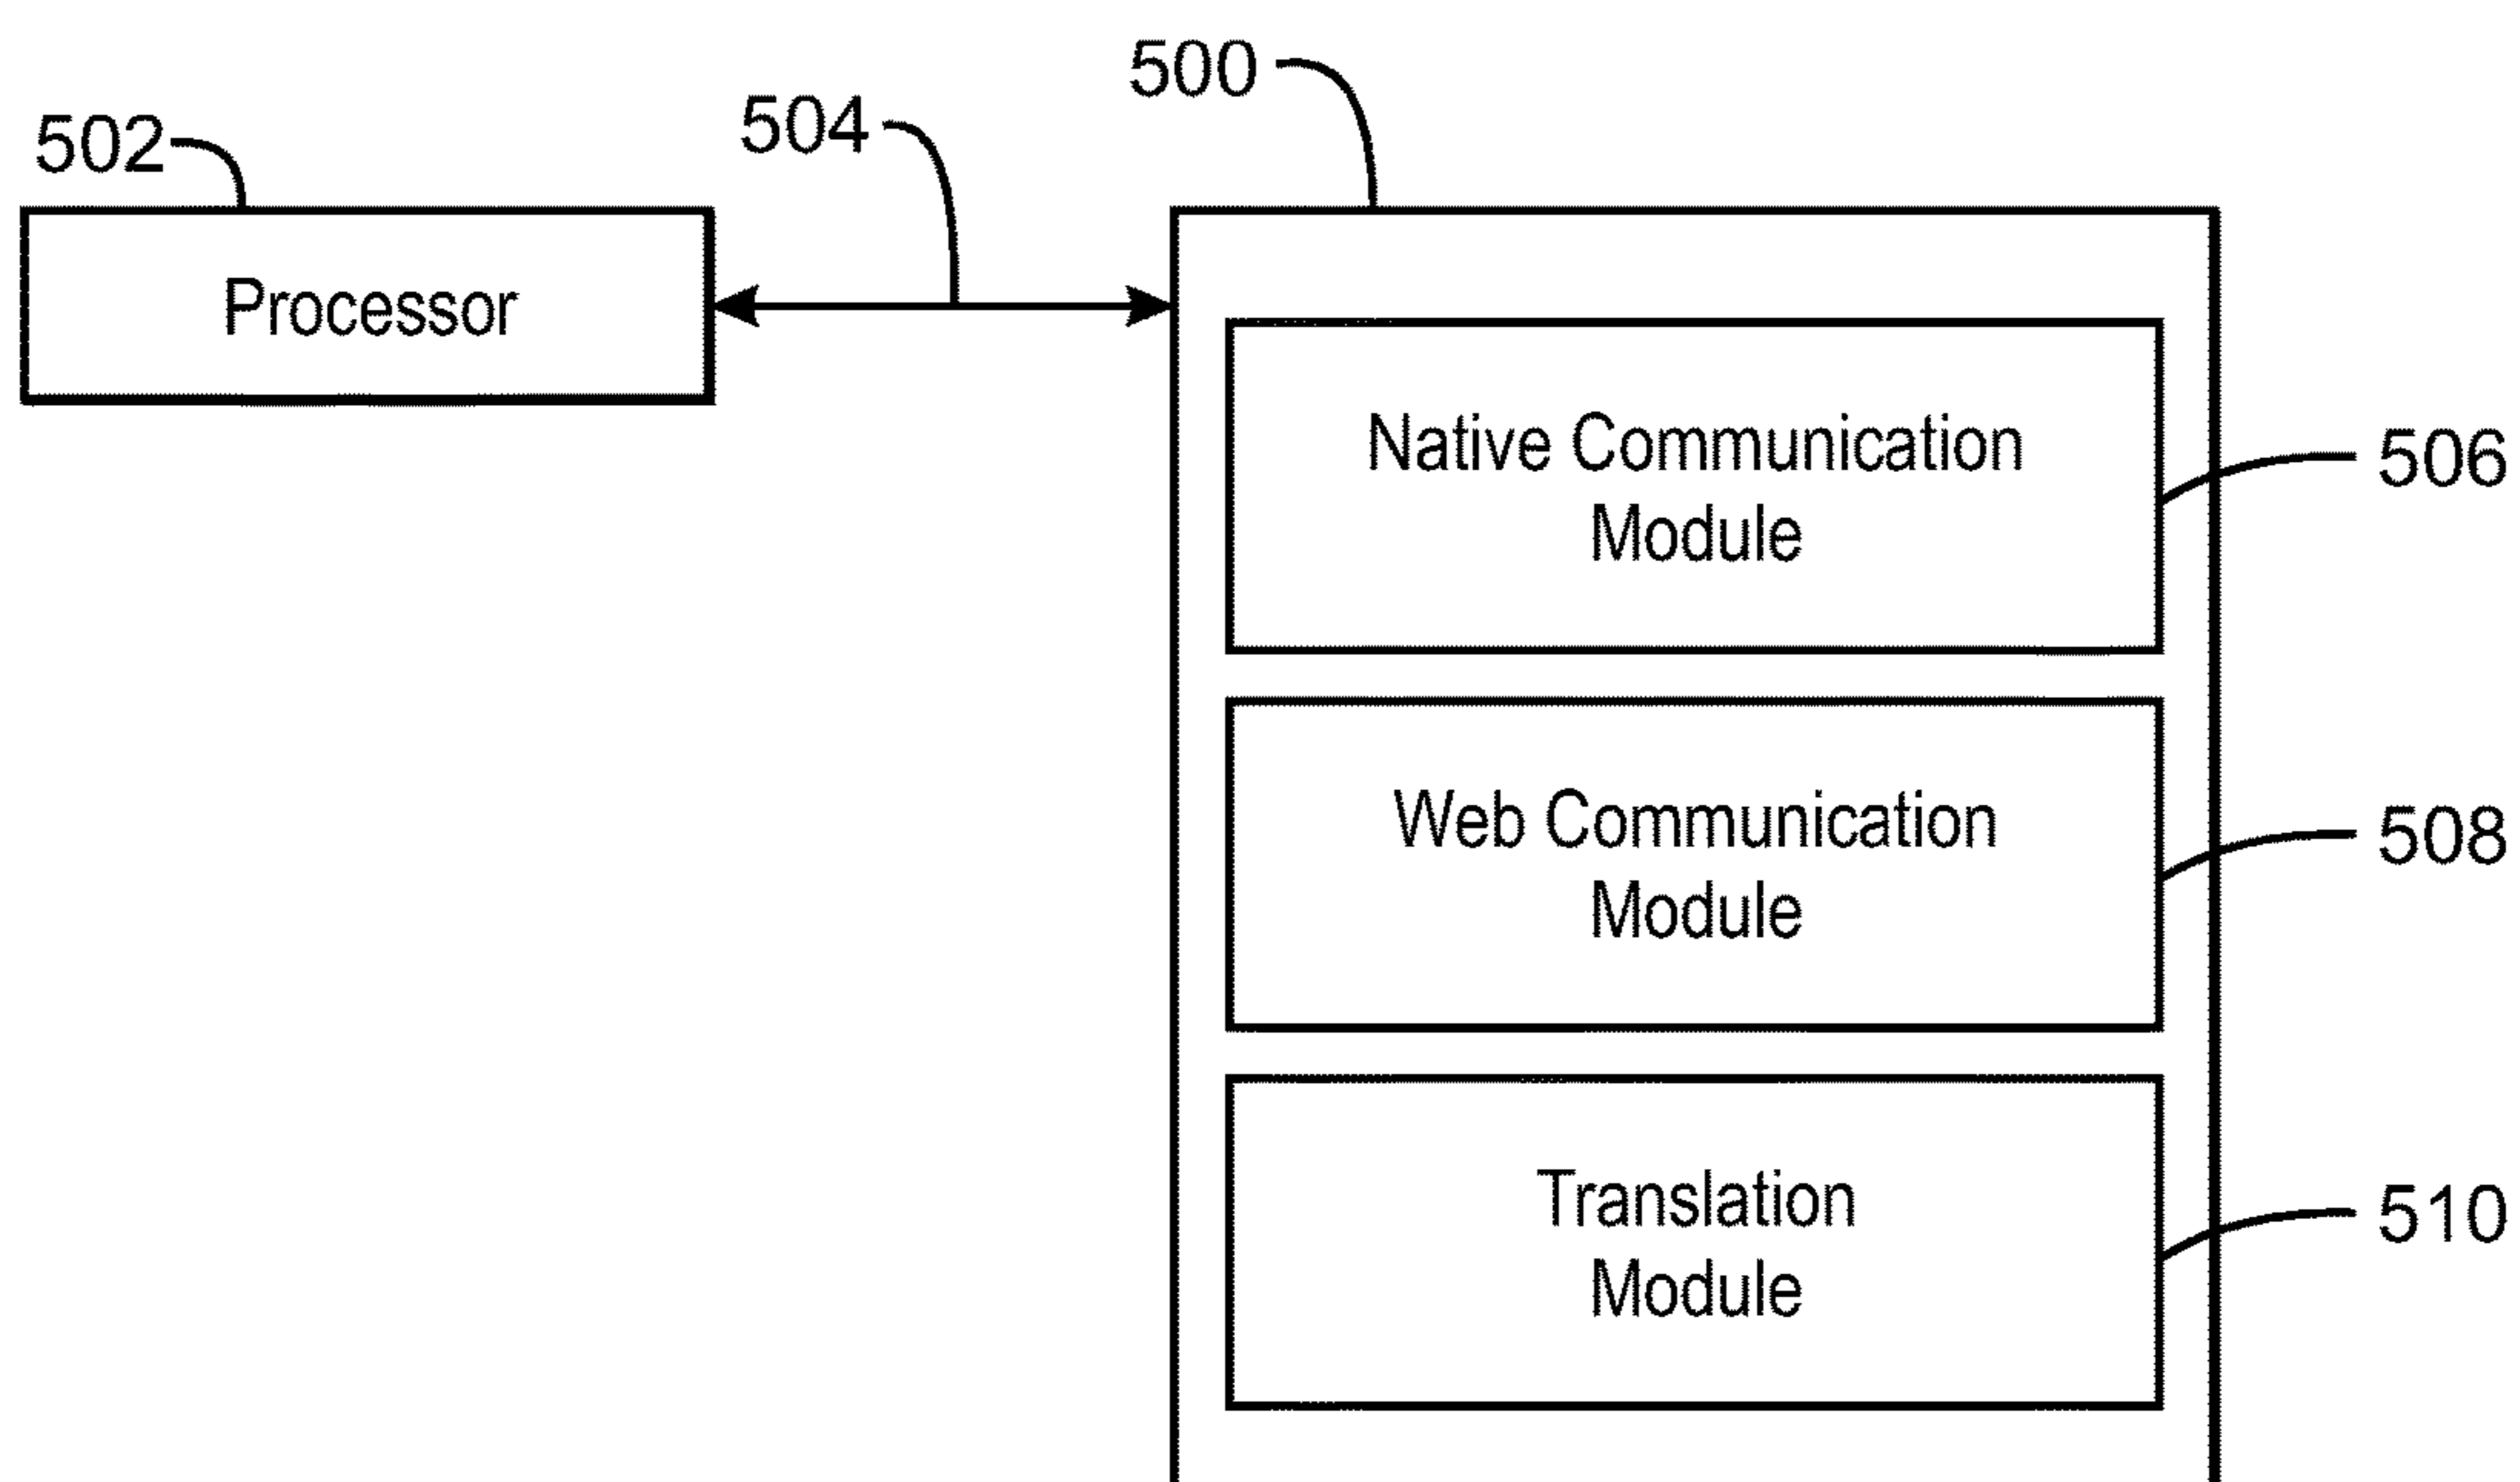 500
504
502
Processor
Native Communication
Module
506
Web Communication
Module
508
Translation
Module
510